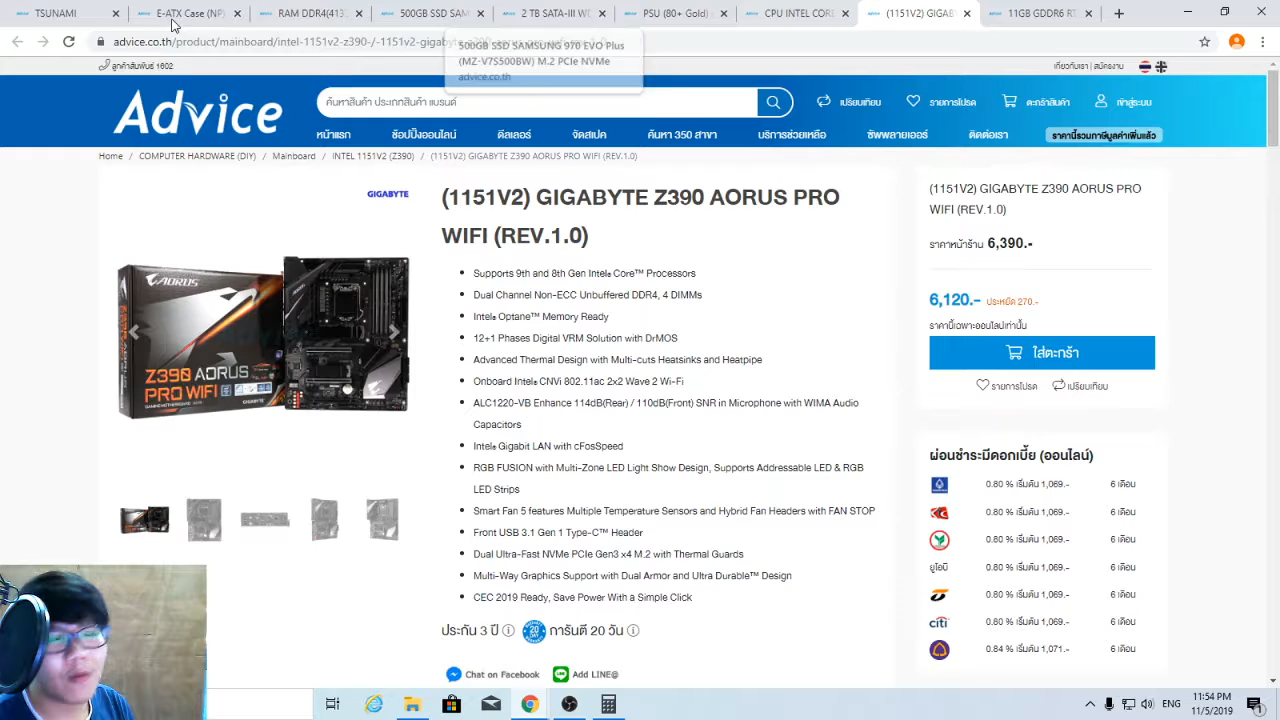 TSUNAMI
E-ATX Case (NP)
RAM DDR4(413
500GB SSD SAM
2 TB SATA-III WD
PSU (80+ Gold)
CPU INTEL COR
(1151V2) GIGAB
11GB GDDR6 RT
advice.co.th/product/mainboard/intel-1151v2-z390-/-1151v2-gigab
500GB SSD SAMSUNG 970 EVO Plus
(MZ-V7S500BW) M.2 PCIe NVMe
advice.co.th
ลูกค้าสัมพันธ์ 1602
เกี่ยวกับเรา | สมัครงาน
Advice
ค้นหาสินค้า ประเภทสินค้า แบรนด์
เปรียบเทียบ
รายการโปรด
ตะกร้าสินค้า
เข้าสู่ระบบ
หน้าแรก
ช้อปปิ้งออนไลน์
ดีลเลอร์
จัดสเปค
ค้นหา 350 สาขา
บริการช่วยเหลือ
ซัพพลายเออร์
ติดต่อเรา
ราคานี้รวมภาษีมูลค่าเพิ่มแล้ว
Home / COMPUTER HARDWARE (DIY) / Mainboard / INTEL 1151V2 (Z390) / (1151V2) GIGABYTE Z390 AORUS PRO WIFI (REV.1.0)
GIGABYTE
(1151V2) GIGABYTE Z390 AORUS PRO
WIFI (REV.1.0)
Supports 9th and 8th Gen Intel® Core™ Processors
Dual Channel Non-ECC Unbuffered DDR4, 4 DIMMs
Intel® Optane™ Memory Ready
12+1 Phases Digital VRM Solution with DrMOS
Advanced Thermal Design with Multi-cuts Heatsinks and Heatpipe
Onboard Intel® CNVi 802.11ac 2x2 Wave 2 Wi-Fi
ALC1220-VB Enhance 114dB(Rear) / 110dB(Front) SNR in Microphone with WIMA Audio
Capacitors
Intel® Gigabit LAN with cFosSpeed
RGB FUSION with Multi-Zone LED Light Show Design, Supports Addressable LED & RGB
LED Strips
Smart Fan 5 features Multiple Temperature Sensors and Hybrid Fan Headers with FAN STOP
Front USB 3.1 Gen 1 Type-C™ Header
Dual Ultra-Fast NVMe PCIe Gen3 x4 M.2 with Thermal Guards
Multi-Way Graphics Support with Dual Armor and Ultra Durable™ Design
CEC 2019 Ready, Save Power With a Simple Click
ประกัน 3 ปี
การันตี 20 วัน
Chat on Facebook
Add LINE@
AORUS
Z390 AORUS
PRO WIFI
(1151V2) GIGABYTE Z390 AORUS PRO
WIFI (REV.1.0)
ราคาหน้าร้าน 6,390.-
6,120.- ประหยัด 270.-
ราคานี้เฉพาะออนไลน์เท่านั้น
ใส่ตะกร้า
รายการโปรด
เปรียบเทียบ
ผ่อนชำระมีดอกเบี้ย (ออนไลน์)
0.80 % เริ่มต้น 1,069.- 6 เดือน
0.80 % เริ่มต้น 1,069.- 6 เดือน
0.80 % เริ่มต้น 1,069.- 6 เดือน
ยูโอบี 0.80 % เริ่มต้น 1,069.- 6 เดือน
0.80 % เริ่มต้น 1,069.- 6 เดือน
citi 0.80 % เริ่มต้น 1,069.- 6 เดือน
0.84 % เริ่มต้น 1,071.- 6 เดือน
ENG
11:54 PM
11/5/2019